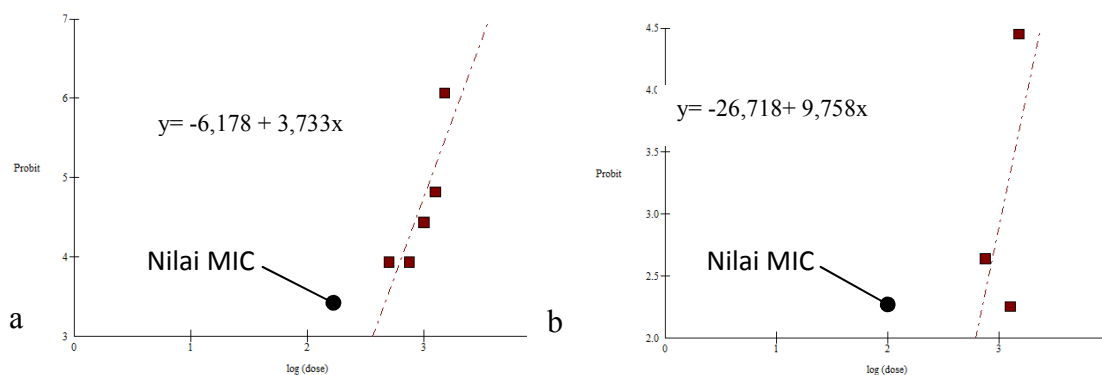 7
6
y= -6,178 + 3,733x
Probit
5
4
Nilai MIC
a
3
0
1
2
3
log (dose)
4.5
4.0
y= -26,718+ 9,758x
3.5
Probit
3.0
2.5
Nilai MIC
b
2.0
0
1
2
3
log (dose)